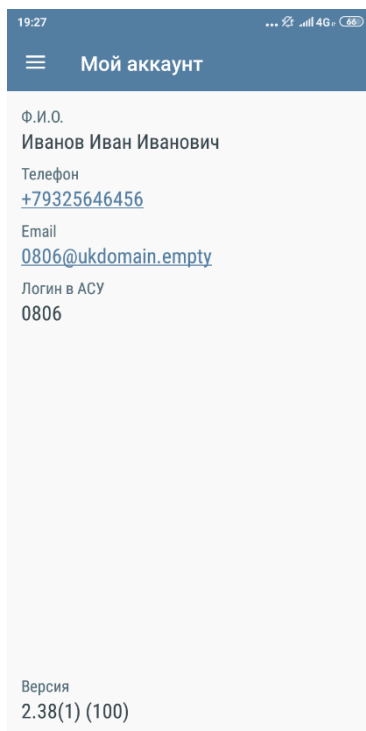 19:27
... 4G 66
Мой аккаунт
Ф.И.О.
Иванов Иван Иванович
Телефон
+79325646456
Email
0806@ukdomain.empty
Логин в АСУ
0806
Версия
2.38(1) (100)